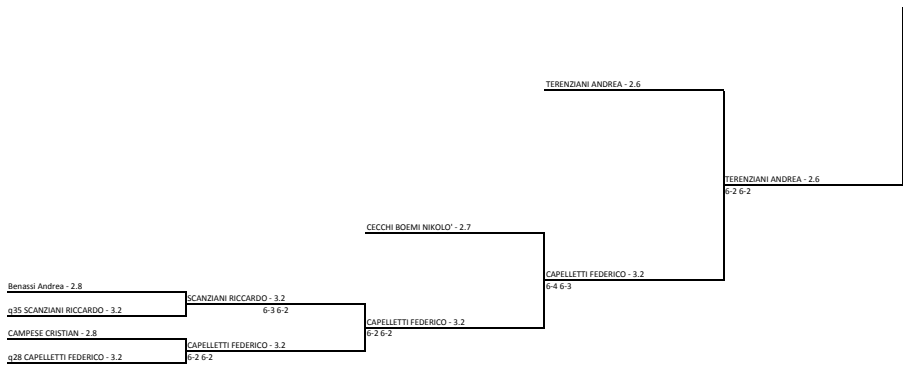 TERENZIANI ANDREA - 2.6
TERENZIANI ANDREA - 2.6
6-2 6-2
CECCHI BOEMI NIKOLO' - 2.7
CAPELLETTI FEDERICO - 3.2
6-4 6-3
Benassi Andrea - 2.8
SCANZIANI RICCARDO - 3.2
6-3 6-2
q35 SCANZIANI RICCARDO - 3.2
CAPELLETTI FEDERICO - 3.2
6-2 6-2
CAMPESE CRISTIAN - 2.8
CAPELLETTI FEDERICO - 3.2
6-2 6-2
q28 CAPELLETTI FEDERICO - 3.2